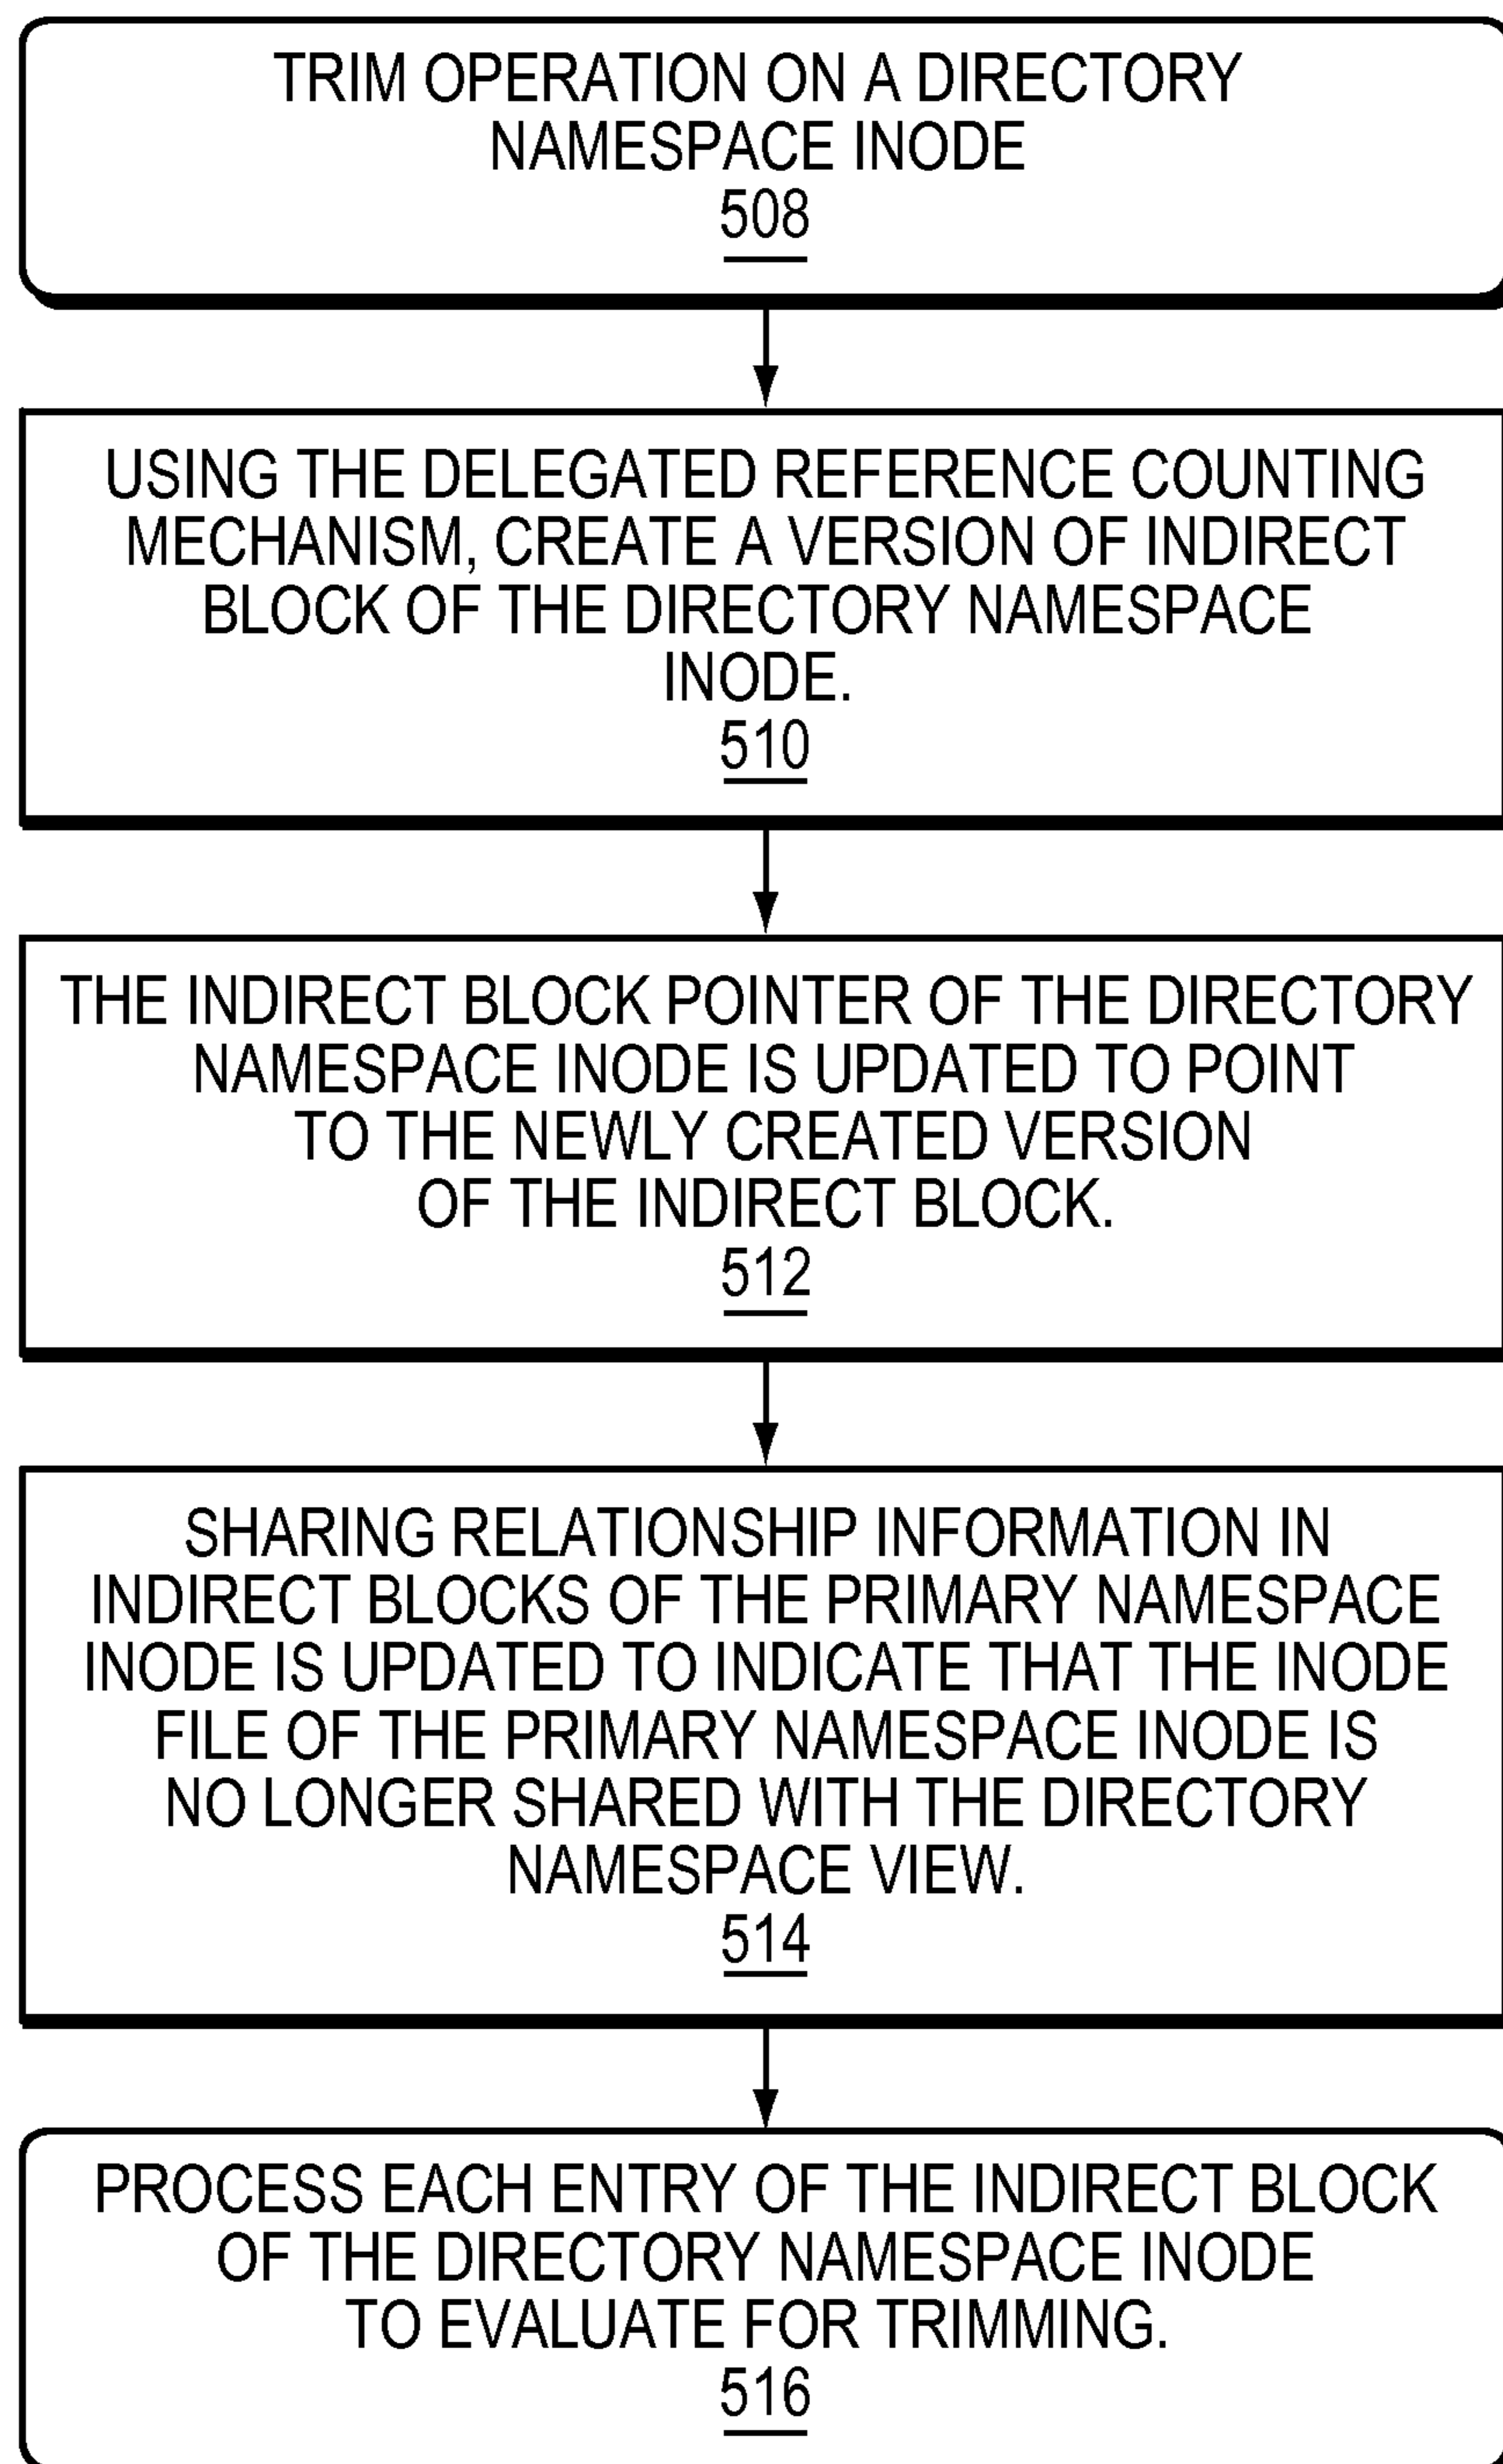 TRIM OPERATION ON A DIRECTORY
NAMESPACE INODE
508
USING THE DELEGATED REFERENCE COUNTING
MECHANISM, CREATE A VERSION OF INDIRECT
BLOCK OF THE DIRECTORY NAMESPACE
INODE.
510
THE INDIRECT BLOCK POINTER OF THE DIRECTORY
NAMESPACE INODE IS UPDATED TO POINT
TO THE NEWLY CREATED VERSION
OF THE INDIRECT BLOCK.
512
SHARING RELATIONSHIP INFORMATION IN
INDIRECT BLOCKS OF THE PRIMARY NAMESPACE
INODE IS UPDATED TO INDICATE THAT THE INODE
FILE OF THE PRIMARY NAMESPACE INODE IS
NO LONGER SHARED WITH THE DIRECTORY
NAMESPACE VIEW.
514
PROCESS EACH ENTRY OF THE INDIRECT BLOCK
OF THE DIRECTORY NAMESPACE INODE
TO EVALUATE FOR TRIMMING.
516